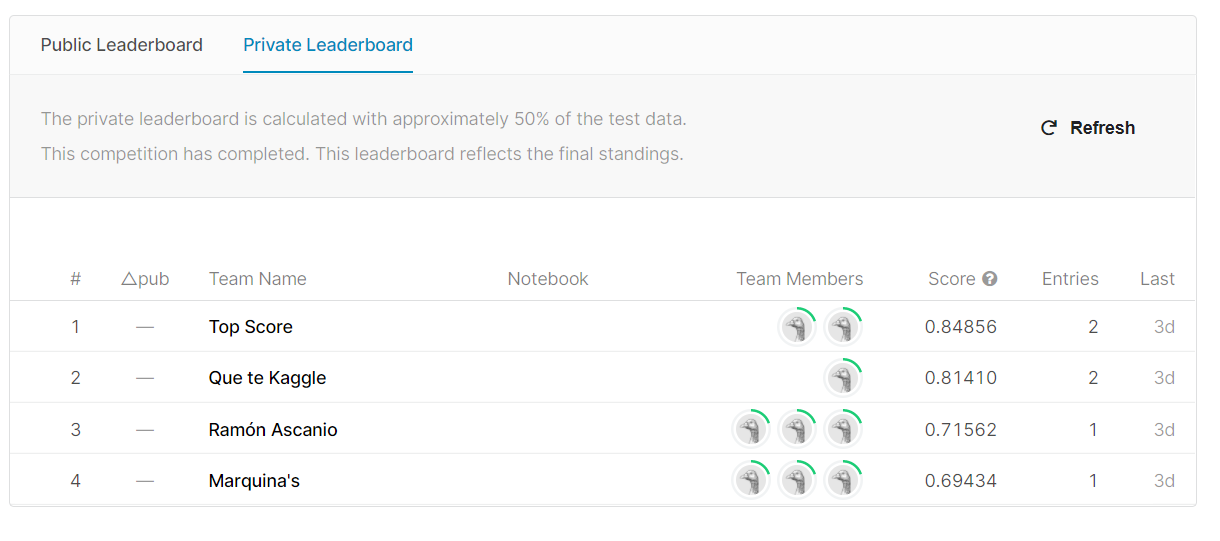 Public Leaderboard Private Leaderboard
The private leaderboard is calculated with approximately 50% of the test data.
This competition has completed. This leaderboard reflects the final standings.
Refresh
# △pub Team Name Notebook Team Members Score ? Entries Last
1 — Top Score 0.84856 2 3d
2 — Que te Kaggle 0.81410 2 3d
3 — Ramón Ascanio 0.71562 1 3d
4 — Marquina's 0.69434 1 3d